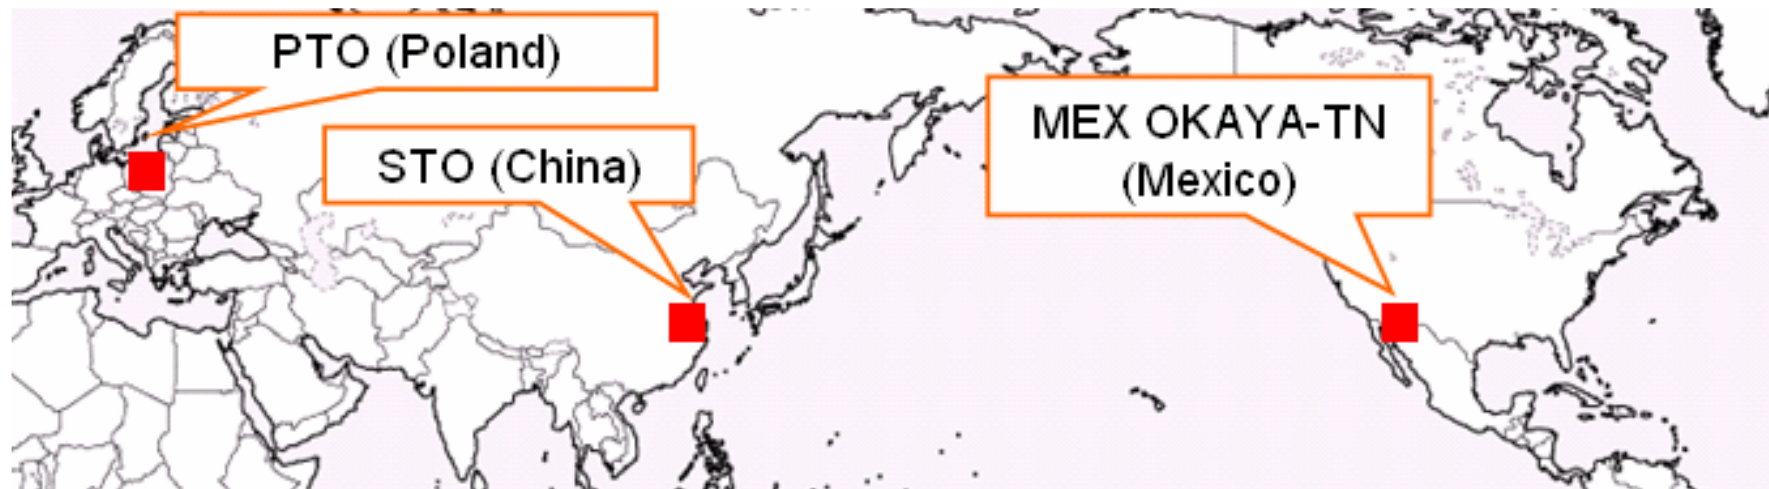 PTO (Poland)
STO (China)
MEX OKAYA-TN
(Mexico)